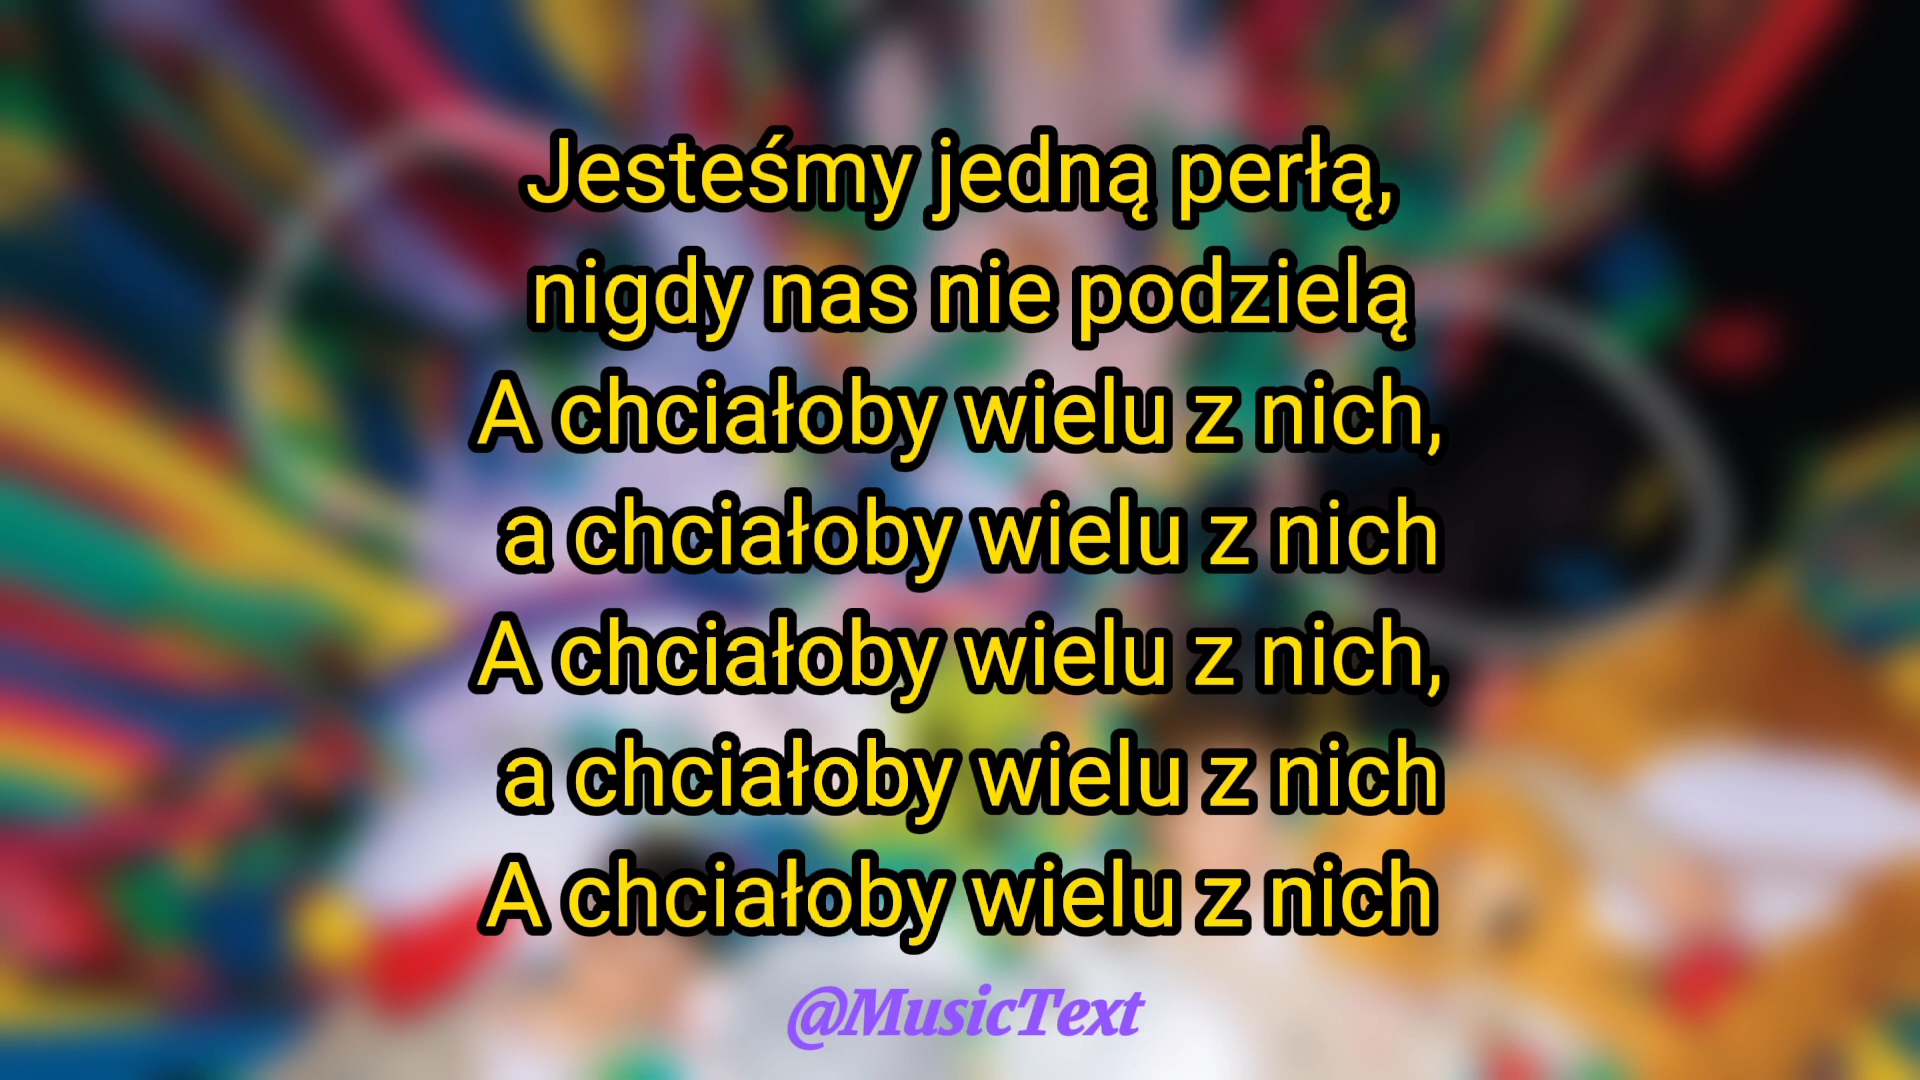 Jesteśmy jedną perłą,
nigdy nas nie podzielą
A chciałoby wielu z nich,
a chciałoby wielu z nich
A chciałoby wielu z nich,
a chciałoby wielu z nich
A chciałoby wielu z nich
@MusicText